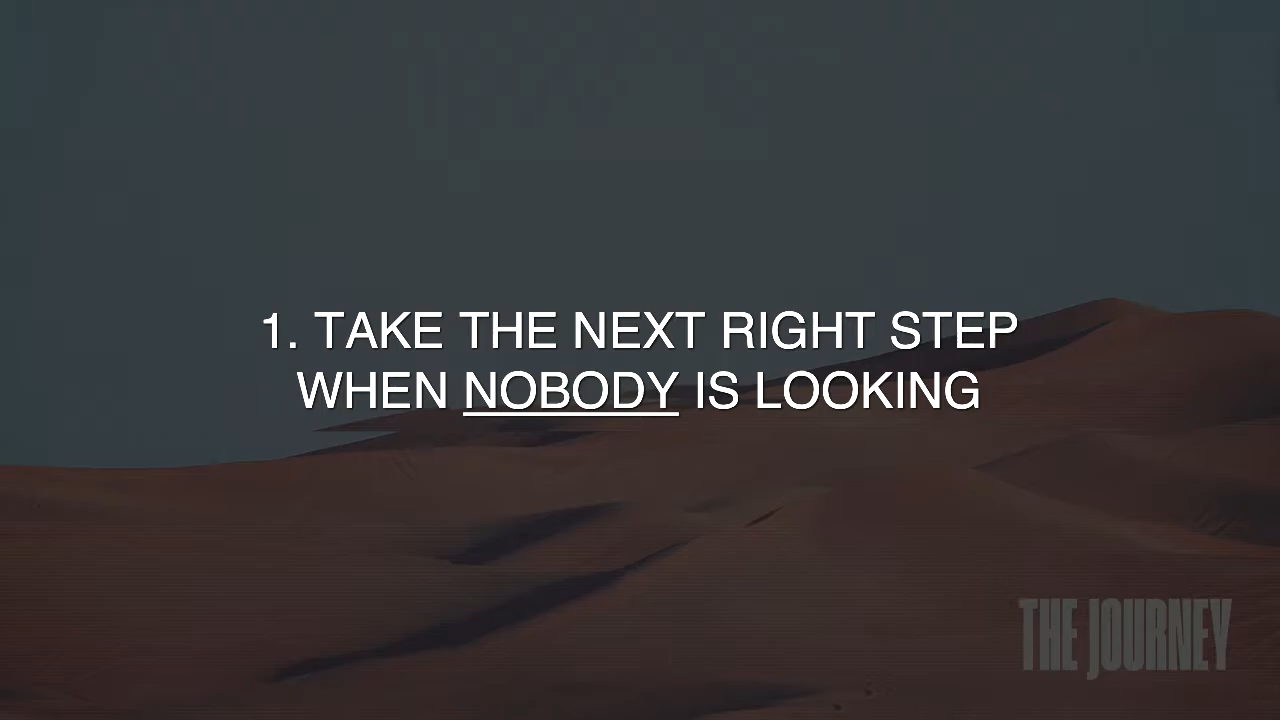 1. TAKE THE NEXT RIGHT STEP
WHEN NOBODY IS LOOKING
THE JOURNEY